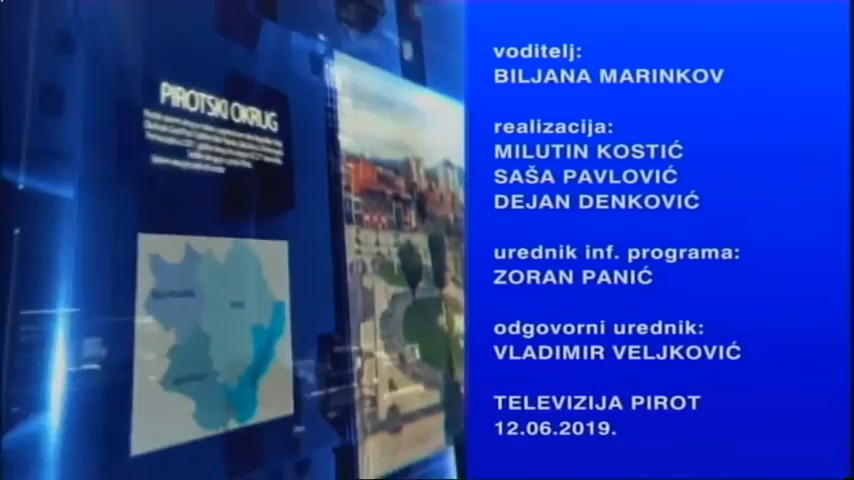 PIROTSKI OKRUG
voditelj:
BILJANA MARINKOV
realizacija:
MILUTIN KOSTIĆ
SAŠA PAVLOVIĆ
DEJAN DENKOVIĆ
urednik inf. programa:
ZORAN PANIĆ
odgovorni urednik:
VLADIMIR VELJKOVIĆ
TELEVIZIJA PIROT
12.06.2019.